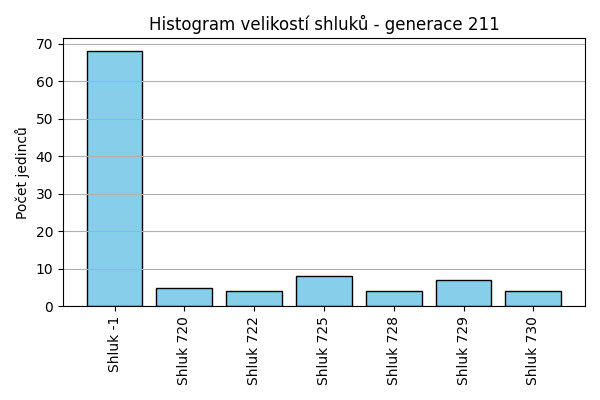 Histogram velikostí shluků - generace 211
Počet jedinců
70
60
50
40
30
20
10
0
Shluk -1
Shluk 720
Shluk 722
Shluk 725
Shluk 728
Shluk 729
Shluk 730